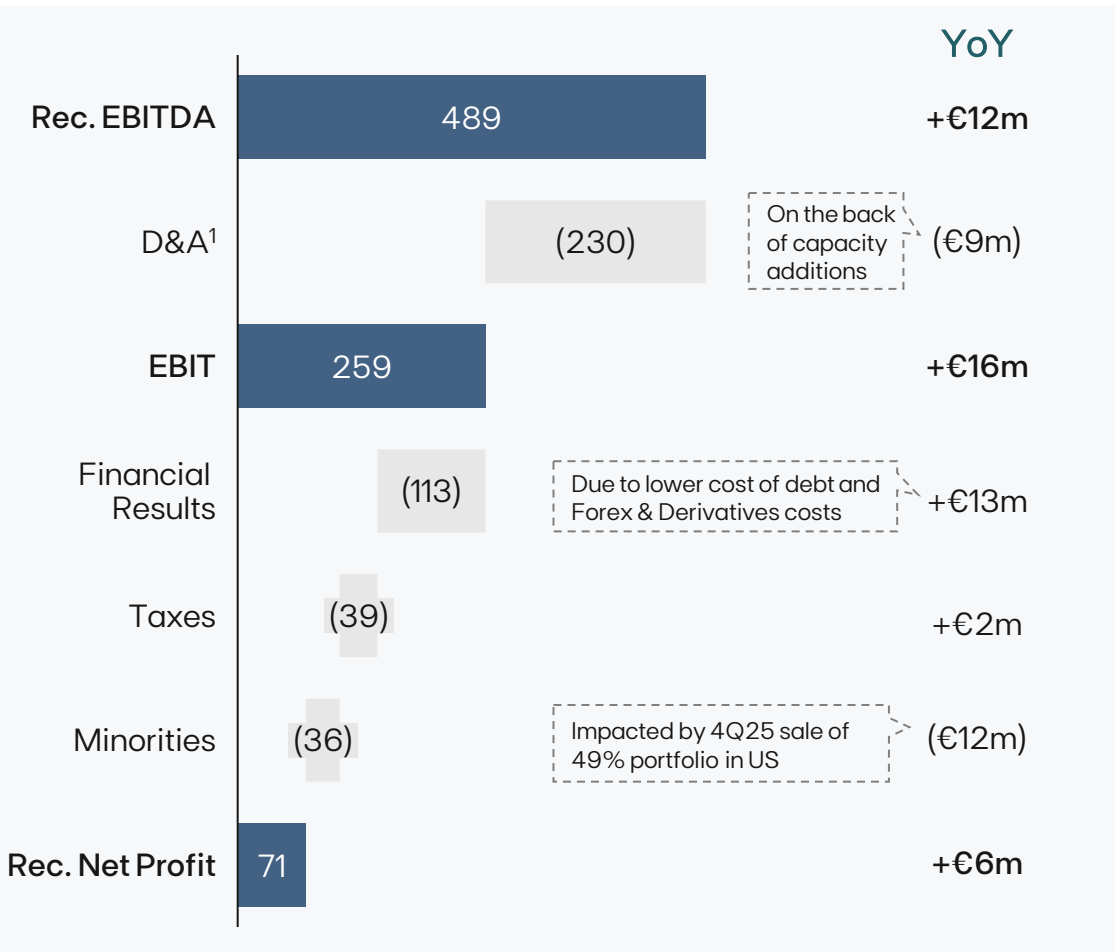 YoY
Rec. EBITDA 489 +€12m
D&A¹ (230) On the back of capacity additions (€9m)
EBIT 259 +€16m
Financial Results (113) Due to lower cost of debt and Forex & Derivatives costs +€13m
Taxes (39) +€2m
Minorities (36) Impacted by 4Q25 sale of 49% portfolio in US (€12m)
Rec. Net Profit 71 +€6m